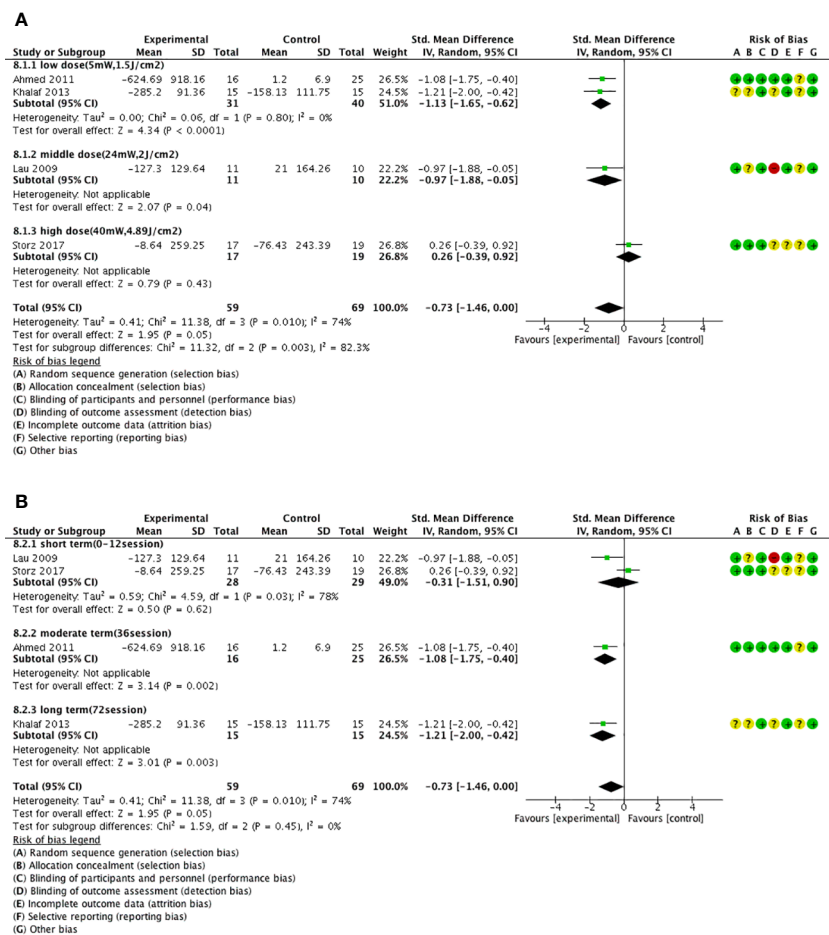 A
Experimental Control Std. Mean Difference Std. Mean Difference Risk of Bias
Study or Subgroup Mean SD Total Mean SD Total Weight IV, Random, 95% CI IV, Random, 95% CI A B C D E F G
8.1.1 low dose(5mW,1.5J/cm2)
Ahmed 2011 -624.69 918.16 16 1.2 6.9 25 26.5% -1.08 [-1.75, -0.40] + + + + + ? +
Khalaf 2013 -285.2 91.36 15 -158.13 111.75 15 24.5% -1.21 [-2.00, -0.42] ? ? + + + ? +
Subtotal (95% CI) 31 40 51.0% -1.13 [-1.65, -0.62]
Heterogeneity: Tau² = 0.00; Chi² = 0.06, df = 1 (P = 0.80); I² = 0%
Test for overall effect: Z = 4.34 (P < 0.0001)
8.1.2 middle dose(24mW,2J/cm2)
Lau 2009 -127.3 129.64 11 21 164.26 10 22.2% -0.97 [-1.88, -0.05] + ? + - + ? +
Subtotal (95% CI) 11 10 22.2% -0.97 [-1.88, -0.05]
Heterogeneity: Not applicable
Test for overall effect: Z = 2.07 (P = 0.04)
8.1.3 high dose(40mW,4.89J/cm2)
Storz 2017 -8.64 259.25 17 -76.43 243.39 19 26.8% 0.26 [-0.39, 0.92] + + + ? ? ? +
Subtotal (95% CI) 17 19 26.8% 0.26 [-0.39, 0.92]
Heterogeneity: Not applicable
Test for overall effect: Z = 0.79 (P = 0.43)
Total (95% CI) 59 69 100.0% -0.73 [-1.46, 0.00]
Heterogeneity: Tau² = 0.41; Chi² = 11.38, df = 3 (P = 0.010); I² = 74%
-4 -2 0 2 4
Test for overall effect: Z = 1.95 (P = 0.05)
Favours [experimental] Favours [control]
Test for subgroup differences: Chi² = 11.32, df = 2 (P = 0.003), I² = 82.3%
Risk of bias legend
(A) Random sequence generation (selection bias)
(B) Allocation concealment (selection bias)
(C) Blinding of participants and personnel (performance bias)
(D) Blinding of outcome assessment (detection bias)
(E) Incomplete outcome data (attrition bias)
(F) Selective reporting (reporting bias)
(G) Other bias
B
Experimental Control Std. Mean Difference Std. Mean Difference Risk of Bias
Study or Subgroup Mean SD Total Mean SD Total Weight IV, Random, 95% CI IV, Random, 95% CI A B C D E F G
8.2.1 short term(0-12session)
Lau 2009 -127.3 129.64 11 21 164.26 10 22.2% -0.97 [-1.88, -0.05] + ? + - + ? +
Storz 2017 -8.64 259.25 17 -76.43 243.39 19 26.8% 0.26 [-0.39, 0.92] + + + ? ? ? +
Subtotal (95% CI) 28 29 49.0% -0.31 [-1.51, 0.90]
Heterogeneity: Tau² = 0.59; Chi² = 4.59, df = 1 (P = 0.03); I² = 78%
Test for overall effect: Z = 0.50 (P = 0.62)
8.2.2 moderate term(36session)
Ahmed 2011 -624.69 918.16 16 1.2 6.9 25 26.5% -1.08 [-1.75, -0.40] + + + + + ? +
Subtotal (95% CI) 16 25 26.5% -1.08 [-1.75, -0.40]
Heterogeneity: Not applicable
Test for overall effect: Z = 3.14 (P = 0.002)
8.2.3 long term(72session)
Khalaf 2013 -285.2 91.36 15 -158.13 111.75 15 24.5% -1.21 [-2.00, -0.42] ? ? + + + ? +
Subtotal (95% CI) 15 15 24.5% -1.21 [-2.00, -0.42]
Heterogeneity: Not applicable
Test for overall effect: Z = 3.01 (P = 0.003)
Total (95% CI) 59 69 100.0% -0.73 [-1.46, 0.00]
Heterogeneity: Tau² = 0.41; Chi² = 11.38, df = 3 (P = 0.010); I² = 74%
-4 -2 0 2 4
Test for overall effect: Z = 1.95 (P = 0.05)
Favours [experimental] Favours [control]
Test for subgroup differences: Chi² = 1.59, df = 2 (P = 0.45), I² = 0%
Risk of bias legend
(A) Random sequence generation (selection bias)
(B) Allocation concealment (selection bias)
(C) Blinding of participants and personnel (performance bias)
(D) Blinding of outcome assessment (detection bias)
(E) Incomplete outcome data (attrition bias)
(F) Selective reporting (reporting bias)
(G) Other bias